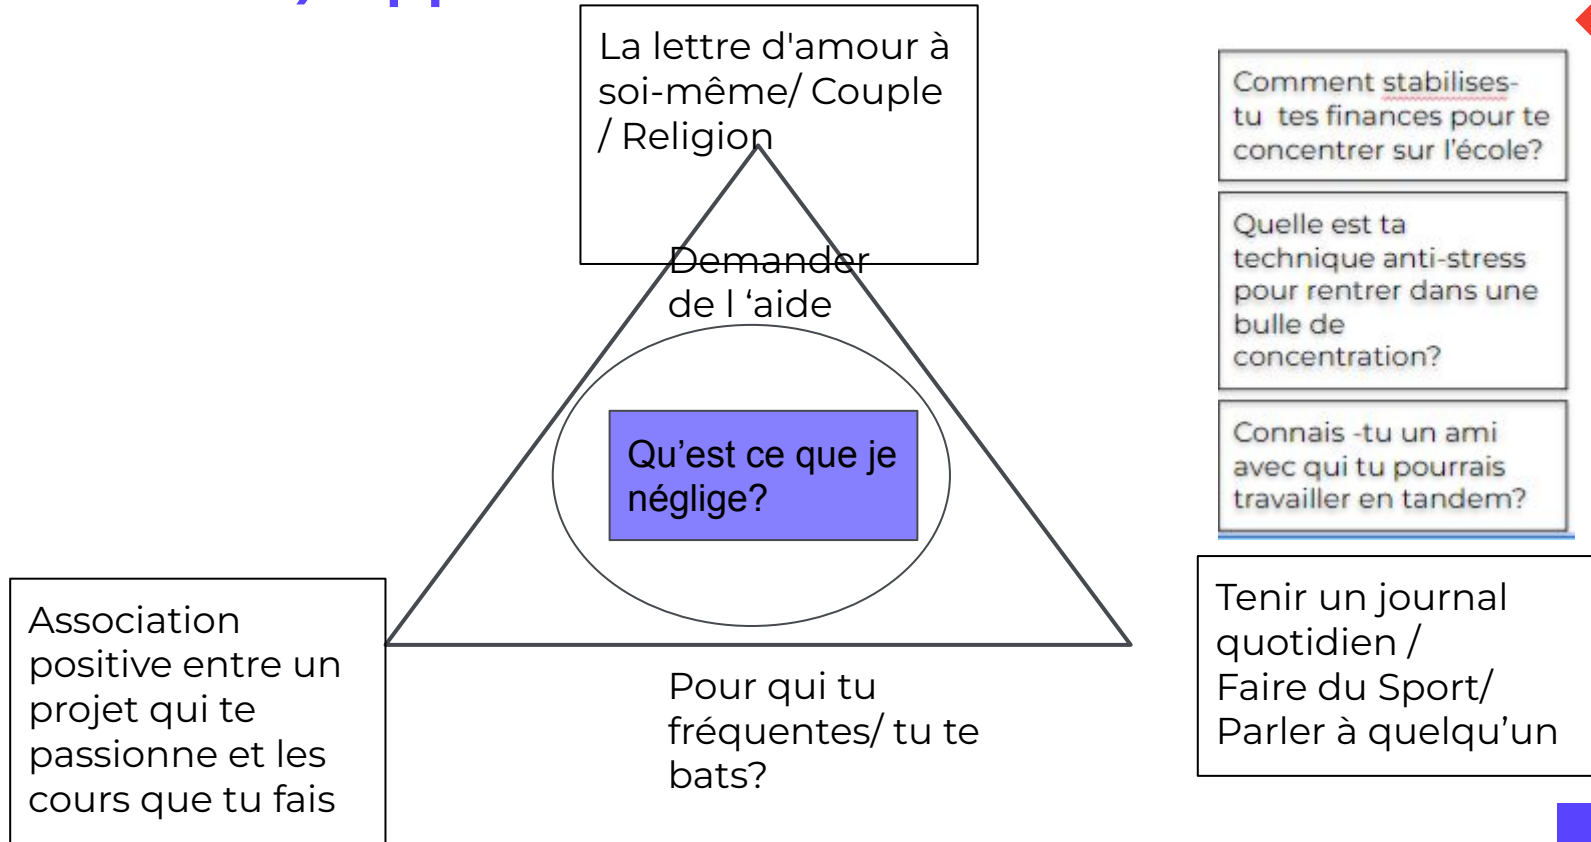 La lettre d'amour à
soi-même/ Couple
/ Religion
Demander
de l ‘aide
Qu’est ce que je
néglige?
Association
positive entre un
projet qui te
passionne et les
cours que tu fais
Pour qui tu
fréquentes/ tu te
bats?
Comment stabilises-
tu tes finances pour te
concentrer sur l’école?
Quelle est ta
technique anti-stress
pour rentrer dans une
bulle de
concentration?
Connais -tu un ami
avec qui tu pourrais
travailler en tandem?
Tenir un journal
quotidien /
Faire du Sport/
Parler à quelqu’un